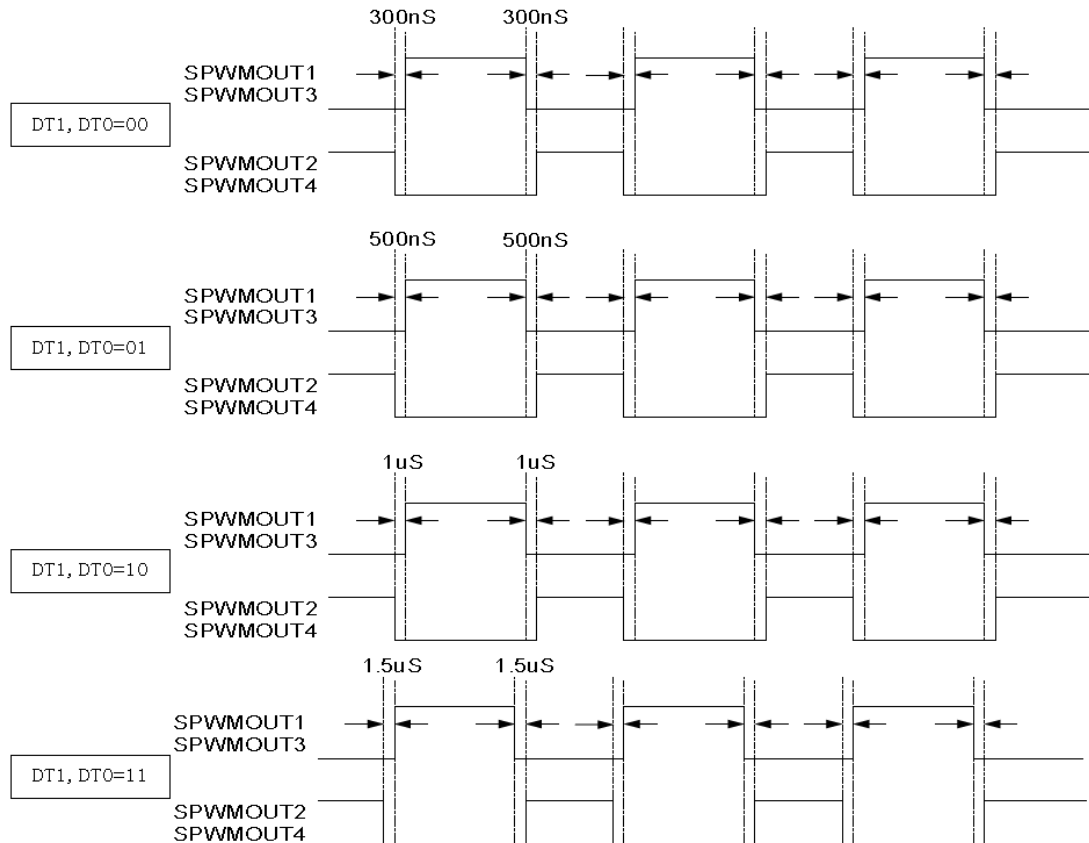 300nS 300nS
SPWMOUT1
SPWMOUT3
DT1, DT0=00
SPWMOUT2
SPWMOUT4
500nS 500nS
SPWMOUT1
SPWMOUT3
DT1, DT0=01
SPWMOUT2
SPWMOUT4
1uS 1uS
SPWMOUT1
SPWMOUT3
DT1, DT0=10
SPWMOUT2
SPWMOUT4
1.5uS 1.5uS
SPWMOUT1
SPWMOUT3
DT1, DT0=11
SPWMOUT2
SPWMOUT4